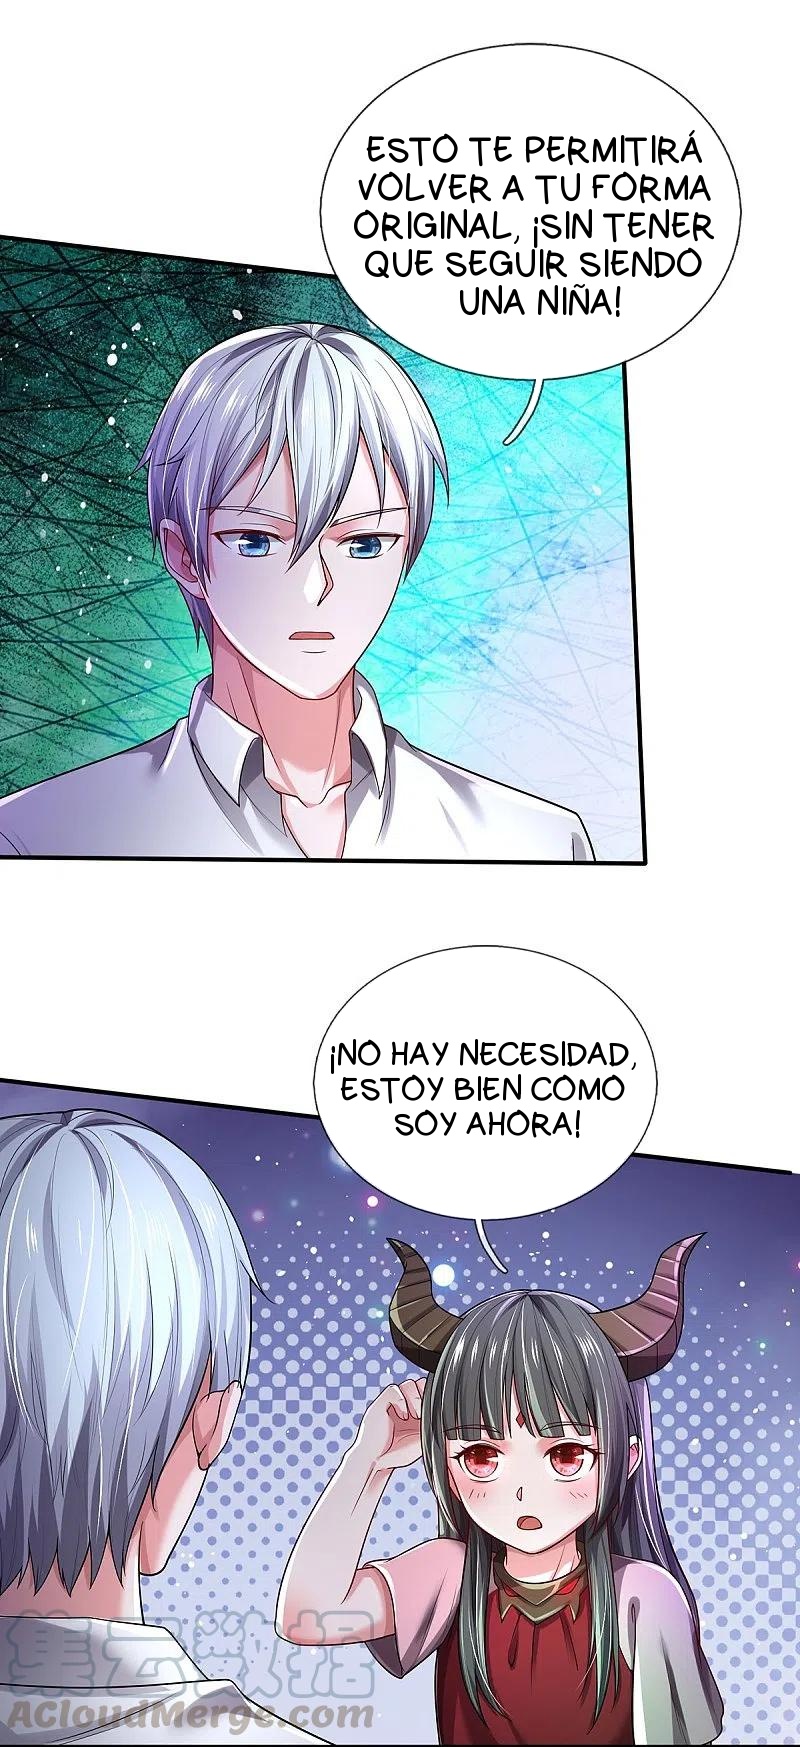 ESTO TE PERMITIRÁ
VOLVER A TU FORMA
ORIGINAL, ¡SIN TENER
QUE SEGUIR SIENDO
UNA NIÑA!
¡NO HAY NECESIDAD,
ESTOY BIEN COMO
SOY AHORA!
集云数据
ACloudMerge.com